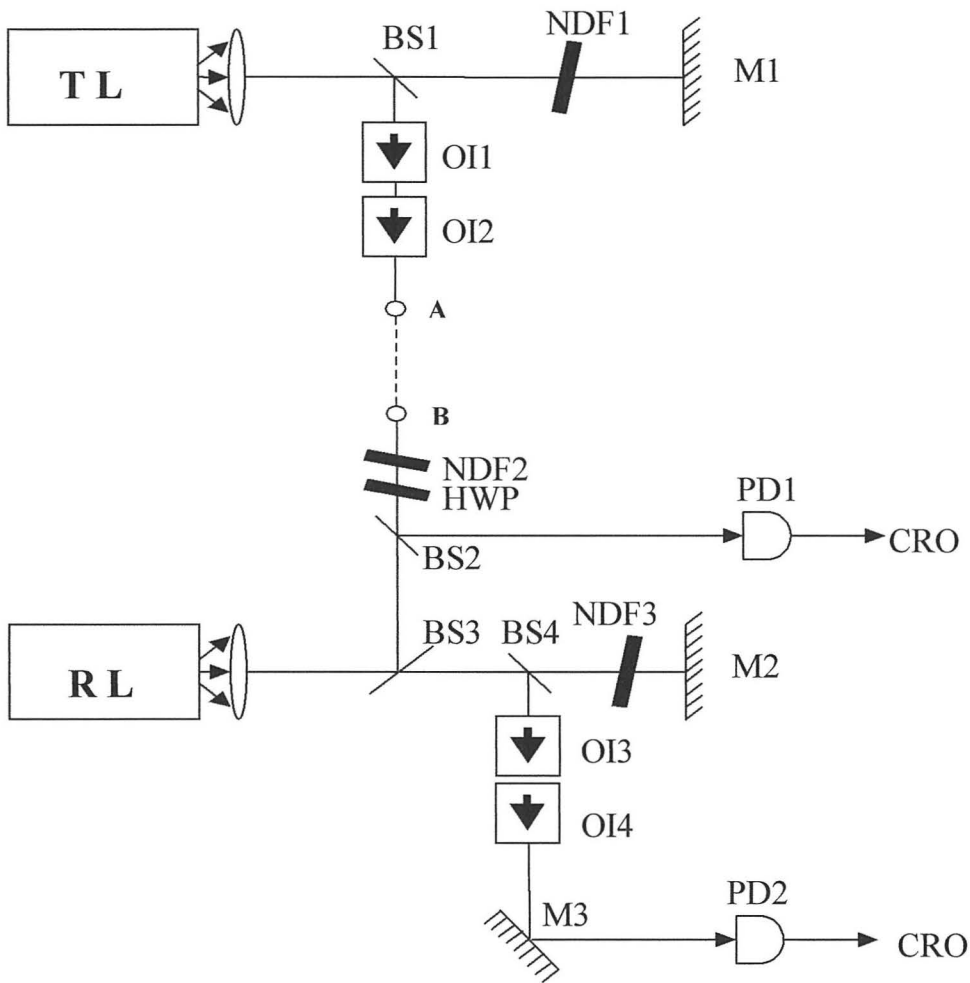 NDF1
BS1
T L
M1
OI1
OI2
A
B
NDF2
HWP
PD1
BS2
CRO
NDF3
BS3
BS4
R L
M2
OI3
OI4
PD2
M3
CRO